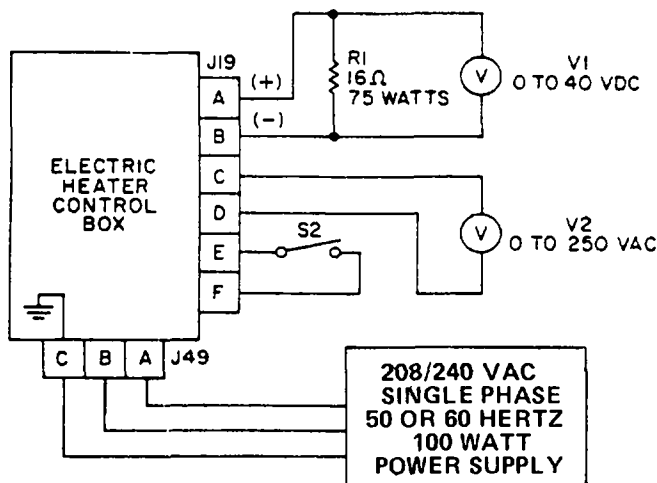 J19
A
(+)
B
(-)
C
D
E
F
R1
16Ω
75 WATTS
V
V1
0 TO 40 VDC
ELECTRIC
HEATER
CONTROL
BOX
S2
V
V2
0 TO 250 VAC
C B A J49
208/240 VAC
SINGLE PHASE
50 OR 60 HERTZ
100 WATT
POWER SUPPLY